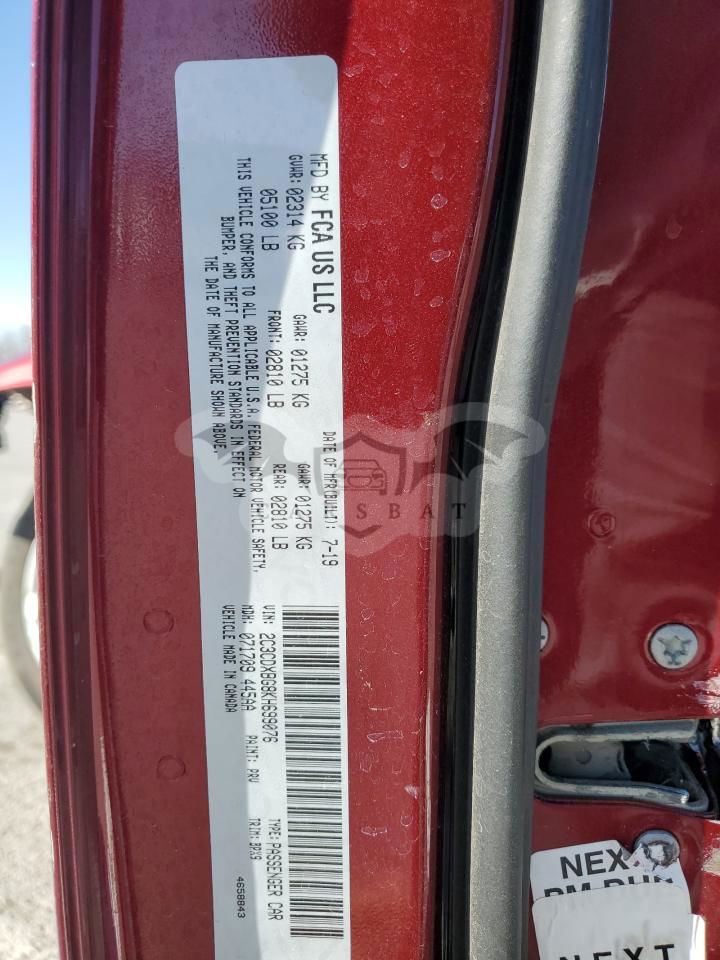 MFD BY FCA US LLC
DATE OF MFR(BUILT): 7-19
GVWR: 02314 KG
GAWR: 01275 KG
GAWR: 01275 KG
05100 LB
FRONT: 02810 LB
REAR: 02810 LB
THIS VEHICLE CONFORMS TO ALL APPLICABLE U.S.A. FEDERAL MOTOR VEHICLE SAFETY,
BUMPER, AND THEFT PREVENTION STANDARDS IN EFFECT ON
THE DATE OF MANUFACTURE SHOWN ABOVE.
VIN: 2C3CDXBG8KH699076
TYPE: PASSENGER CAR
MDH: 071709 445AA
PAINT: PRV
TRIM: BPX9
VEHICLE MADE IN CANADA
4658843
NEXT